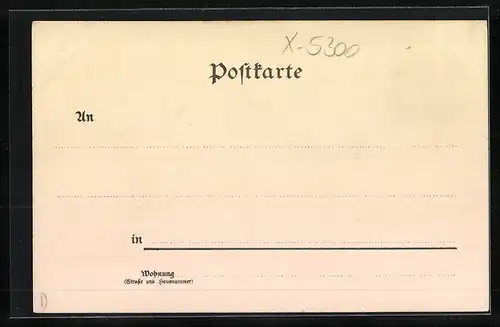 X-5300
Postkarte
An
in
Wohnung
(Straße und Hausnummer)
D